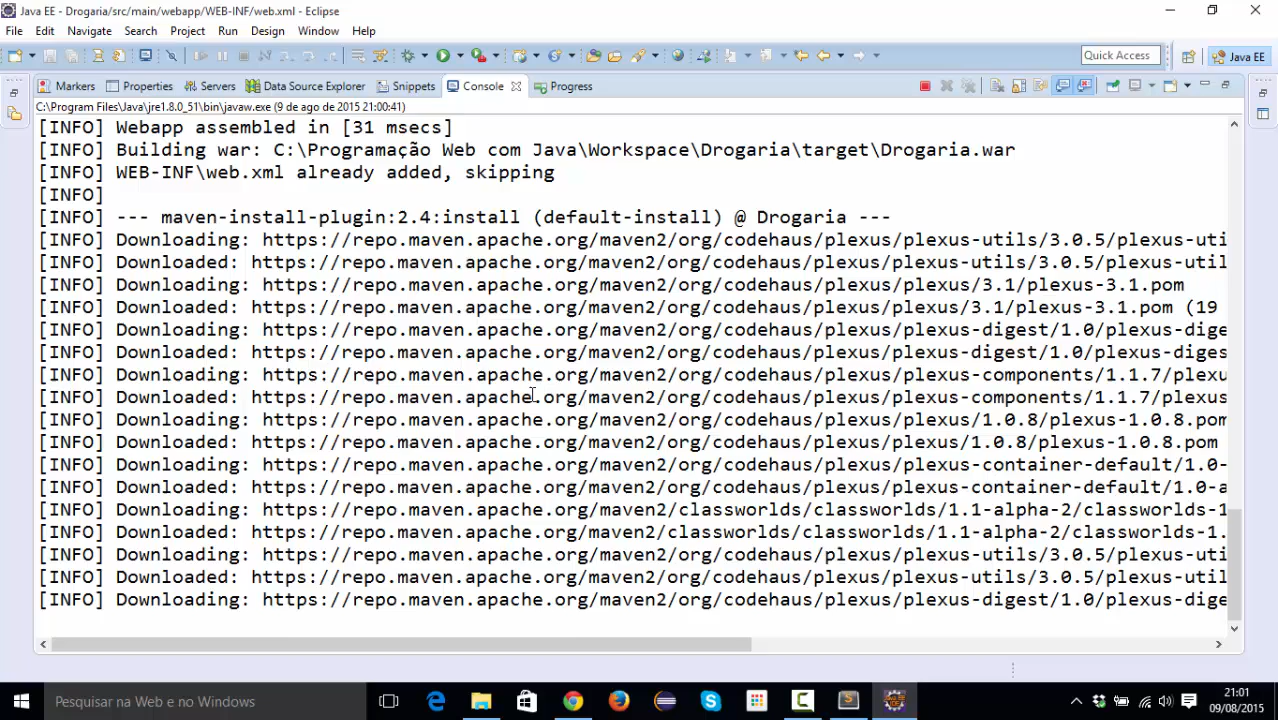 Java EE - Drogaria/src/main/webapp/WEB-INF/web.xml - Eclipse
File Edit Navigate Search Project Run Design Window Help
Quick Access
Java EE
Markers Properties Servers Data Source Explorer Snippets Console Progress
C:\Program Files\Java\jre1.8.0_51\bin\javaw.exe (9 de ago de 2015 21:00:41)
[INFO] Webapp assembled in [31 msecs]
[INFO] Building war: C:\Programação Web com Java\Workspace\Drogaria\target\Drogaria.war
[INFO] WEB-INF\web.xml already added, skipping
[INFO]
[INFO] --- maven-install-plugin:2.4:install (default-install) @ Drogaria ---
[INFO] Downloading: https://repo.maven.apache.org/maven2/org/codehaus/plexus/plexus-utils/3.0.5/plexus-uti
[INFO] Downloaded: https://repo.maven.apache.org/maven2/org/codehaus/plexus/plexus-utils/3.0.5/plexus-util
[INFO] Downloading: https://repo.maven.apache.org/maven2/org/codehaus/plexus/plexus/3.1/plexus-3.1.pom
[INFO] Downloaded: https://repo.maven.apache.org/maven2/org/codehaus/plexus/plexus/3.1/plexus-3.1.pom (19
[INFO] Downloading: https://repo.maven.apache.org/maven2/org/codehaus/plexus/plexus-digest/1.0/plexus-dige
[INFO] Downloaded: https://repo.maven.apache.org/maven2/org/codehaus/plexus/plexus-digest/1.0/plexus-diges
[INFO] Downloading: https://repo.maven.apache.org/maven2/org/codehaus/plexus/plexus-components/1.1.7/plexu
[INFO] Downloaded: https://repo.maven.apache.org/maven2/org/codehaus/plexus/plexus-components/1.1.7/plexus
[INFO] Downloading: https://repo.maven.apache.org/maven2/org/codehaus/plexus/plexus/1.0.8/plexus-1.0.8.pom
[INFO] Downloaded: https://repo.maven.apache.org/maven2/org/codehaus/plexus/plexus/1.0.8/plexus-1.0.8.pom
[INFO] Downloading: https://repo.maven.apache.org/maven2/org/codehaus/plexus/plexus-container-default/1.0-
[INFO] Downloaded: https://repo.maven.apache.org/maven2/org/codehaus/plexus/plexus-container-default/1.0-a
[INFO] Downloading: https://repo.maven.apache.org/maven2/classworlds/classworlds/1.1-alpha-2/classworlds-1
[INFO] Downloaded: https://repo.maven.apache.org/maven2/classworlds/classworlds/1.1-alpha-2/classworlds-1.
[INFO] Downloading: https://repo.maven.apache.org/maven2/org/codehaus/plexus/plexus-utils/3.0.5/plexus-uti
[INFO] Downloaded: https://repo.maven.apache.org/maven2/org/codehaus/plexus/plexus-utils/3.0.5/plexus-util
[INFO] Downloading: https://repo.maven.apache.org/maven2/org/codehaus/plexus/plexus-digest/1.0/plexus-dige
Pesquisar na Web e no Windows
21:01
09/08/2015